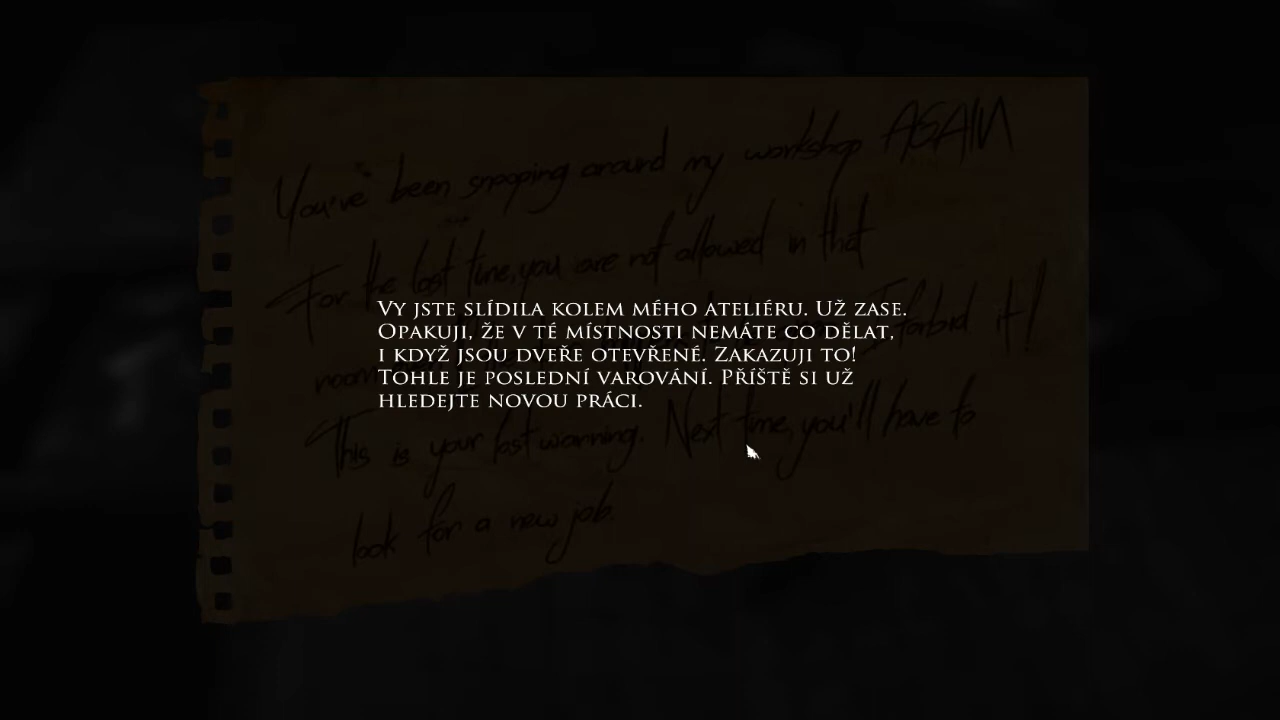 You've been snooping around my workshop AGAIN
For the last time, you are not allowed in that
Vy jste slídila kolem mého ateliéru. Už zase.
Opakuji, že v té místnosti nemáte co dělat,
i když jsou dveře otevřené. Zakazuji to!
Tohle je poslední varování. Příště si už
hledejte novou práci.
room I forbid it!
This is your last warning. Next time, you'll have to
look for a new job.